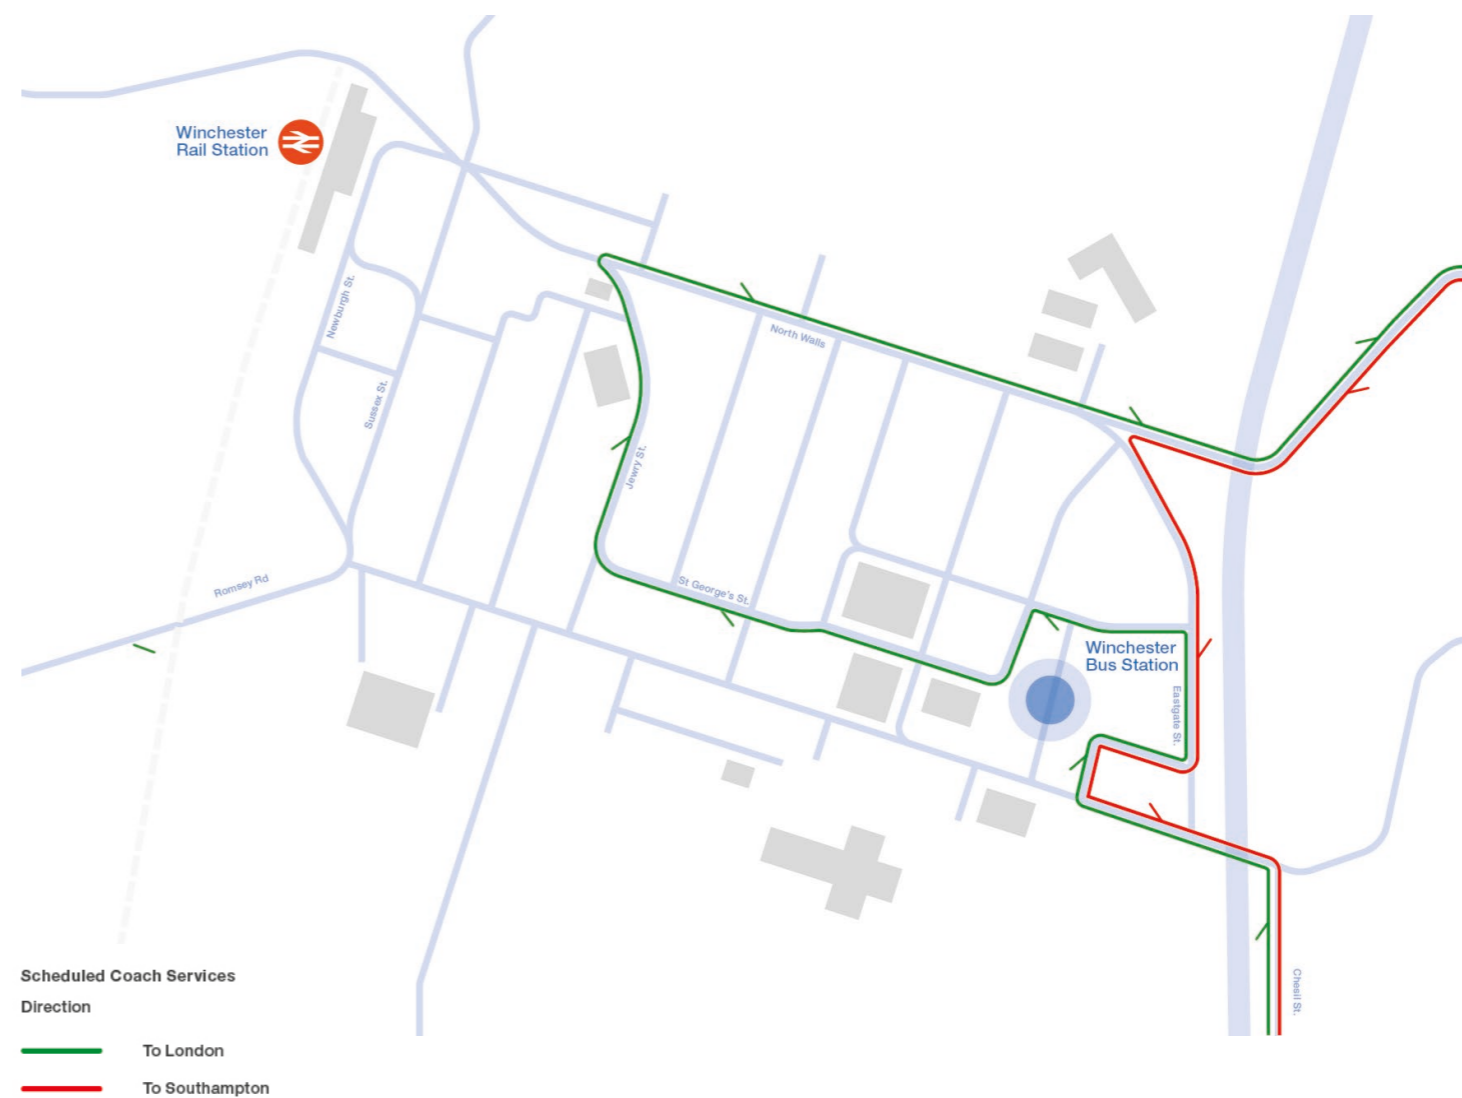 Winchester
Rail Station
Newburgh St.
Sussex St.
North Walls
Jewry St.
Romsey Rd
St George's St.
Winchester
Bus Station
Eastgate St.
Chesil St.
Scheduled Coach Services
Direction
To London
To Southampton